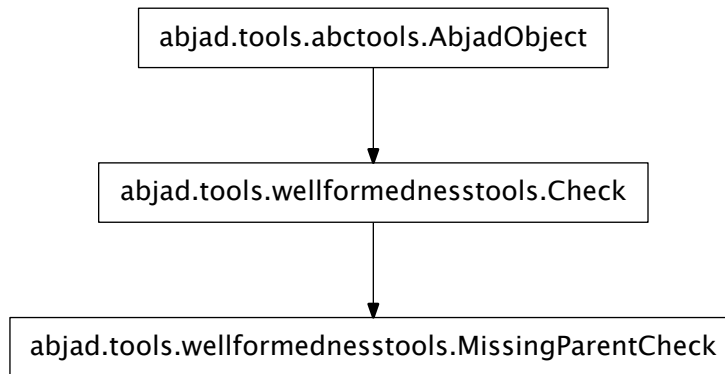 abjad.tools.abctools.AbjadObject
abjad.tools.wellformednesstools.Check
abjad.tools.wellformednesstools.MissingParentCheck